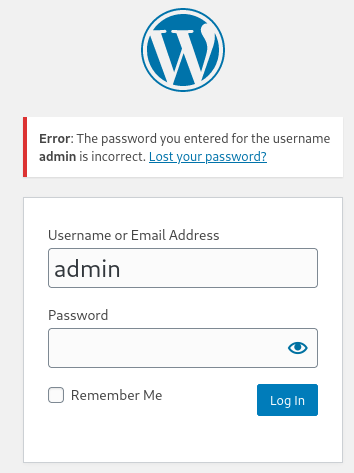 Error: The password you entered for the username
admin is incorrect. Lost your password?
Username or Email Address
admin
Password
Remember Me
Log In